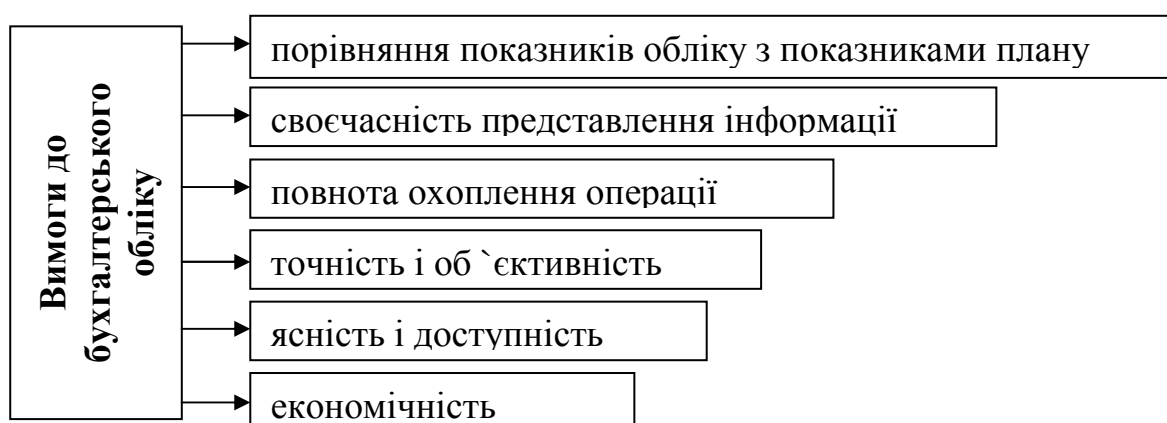 Вимоги до
бухгалтерського
обліку
порівняння показників обліку з показниками плану
своєчасність представлення інформації
повнота охоплення операції
точність і об `єктивність
ясність і доступність
економічність